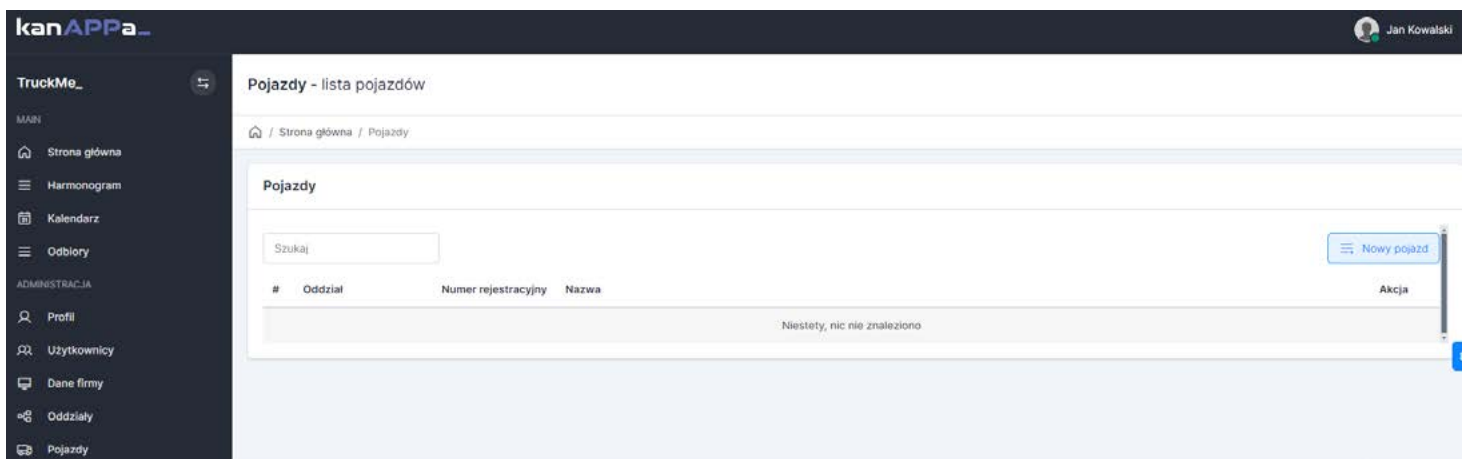 kanAPPa_
Jan Kowalski
TruckMe_
MAIN
Strona główna
Harmonogram
Kalendarz
Odbiory
ADMINISTRACJA
Profil
Użytkownicy
Dane firmy
Oddziały
Pojazdy
Pojazdy - lista pojazdów
/ Strona główna / Pojazdy
Pojazdy
Szukaj
Nowy pojazd
# Oddział Numer rejestracyjny Nazwa Akcja
Niestety, nic nie znaleziono